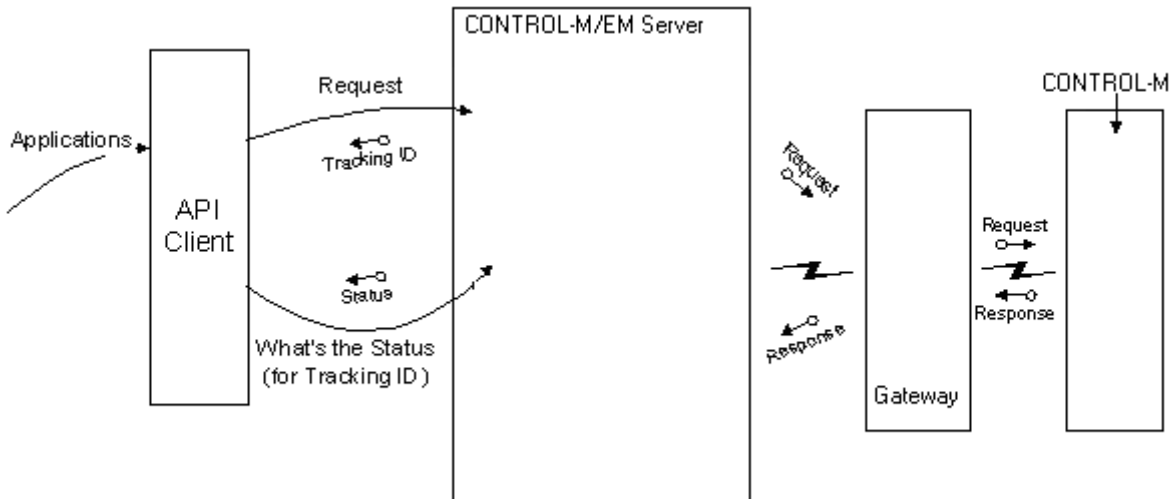 CONTROL-M/EM Server
Request
Applications
Tracking ID
API
Client
Status
What's the Status
(for Tracking ID)
Request
Response
Gateway
Request
Response
CONTROL-M